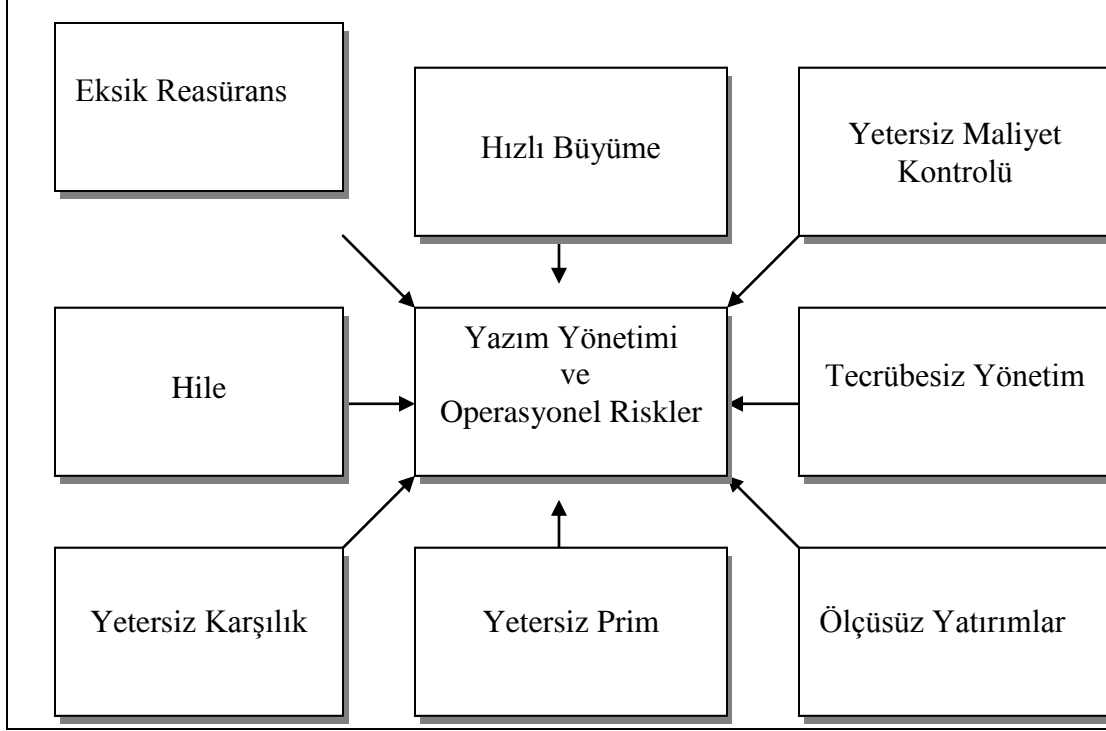 Eksik Reasürans
Hızlı Büyüme
Yetersiz Maliyet
Kontrolü
Hile
Yazım Yönetimi
ve
Operasyonel Riskler
Tecrübesiz Yönetim
Yetersiz Karşılık
Yetersiz Prim
Ölçüsüz Yatırımlar